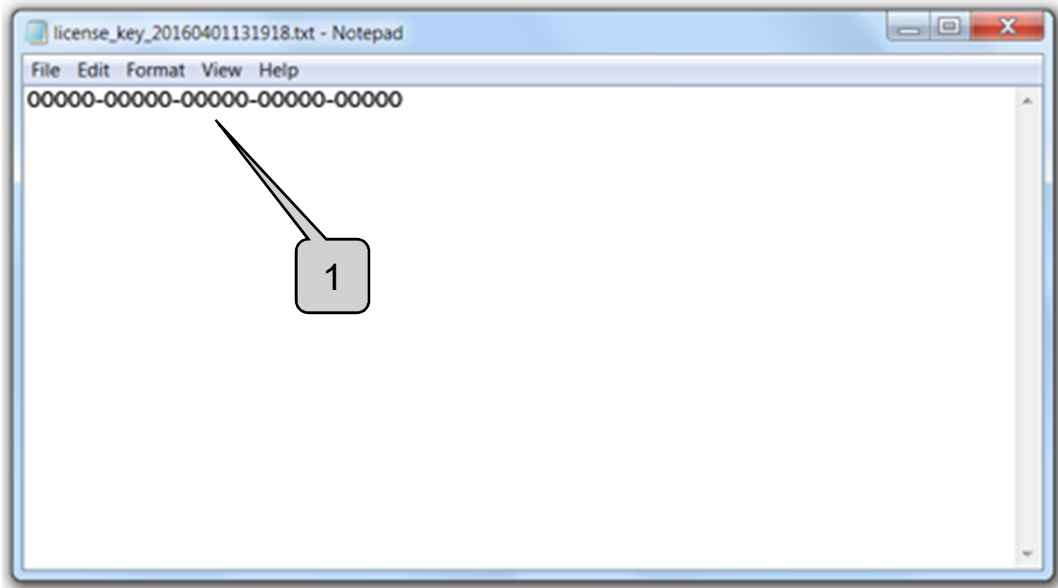 license_key_20160401131918.txt - Notepad
File Edit Format View Help
00000-00000-00000-00000-00000
1